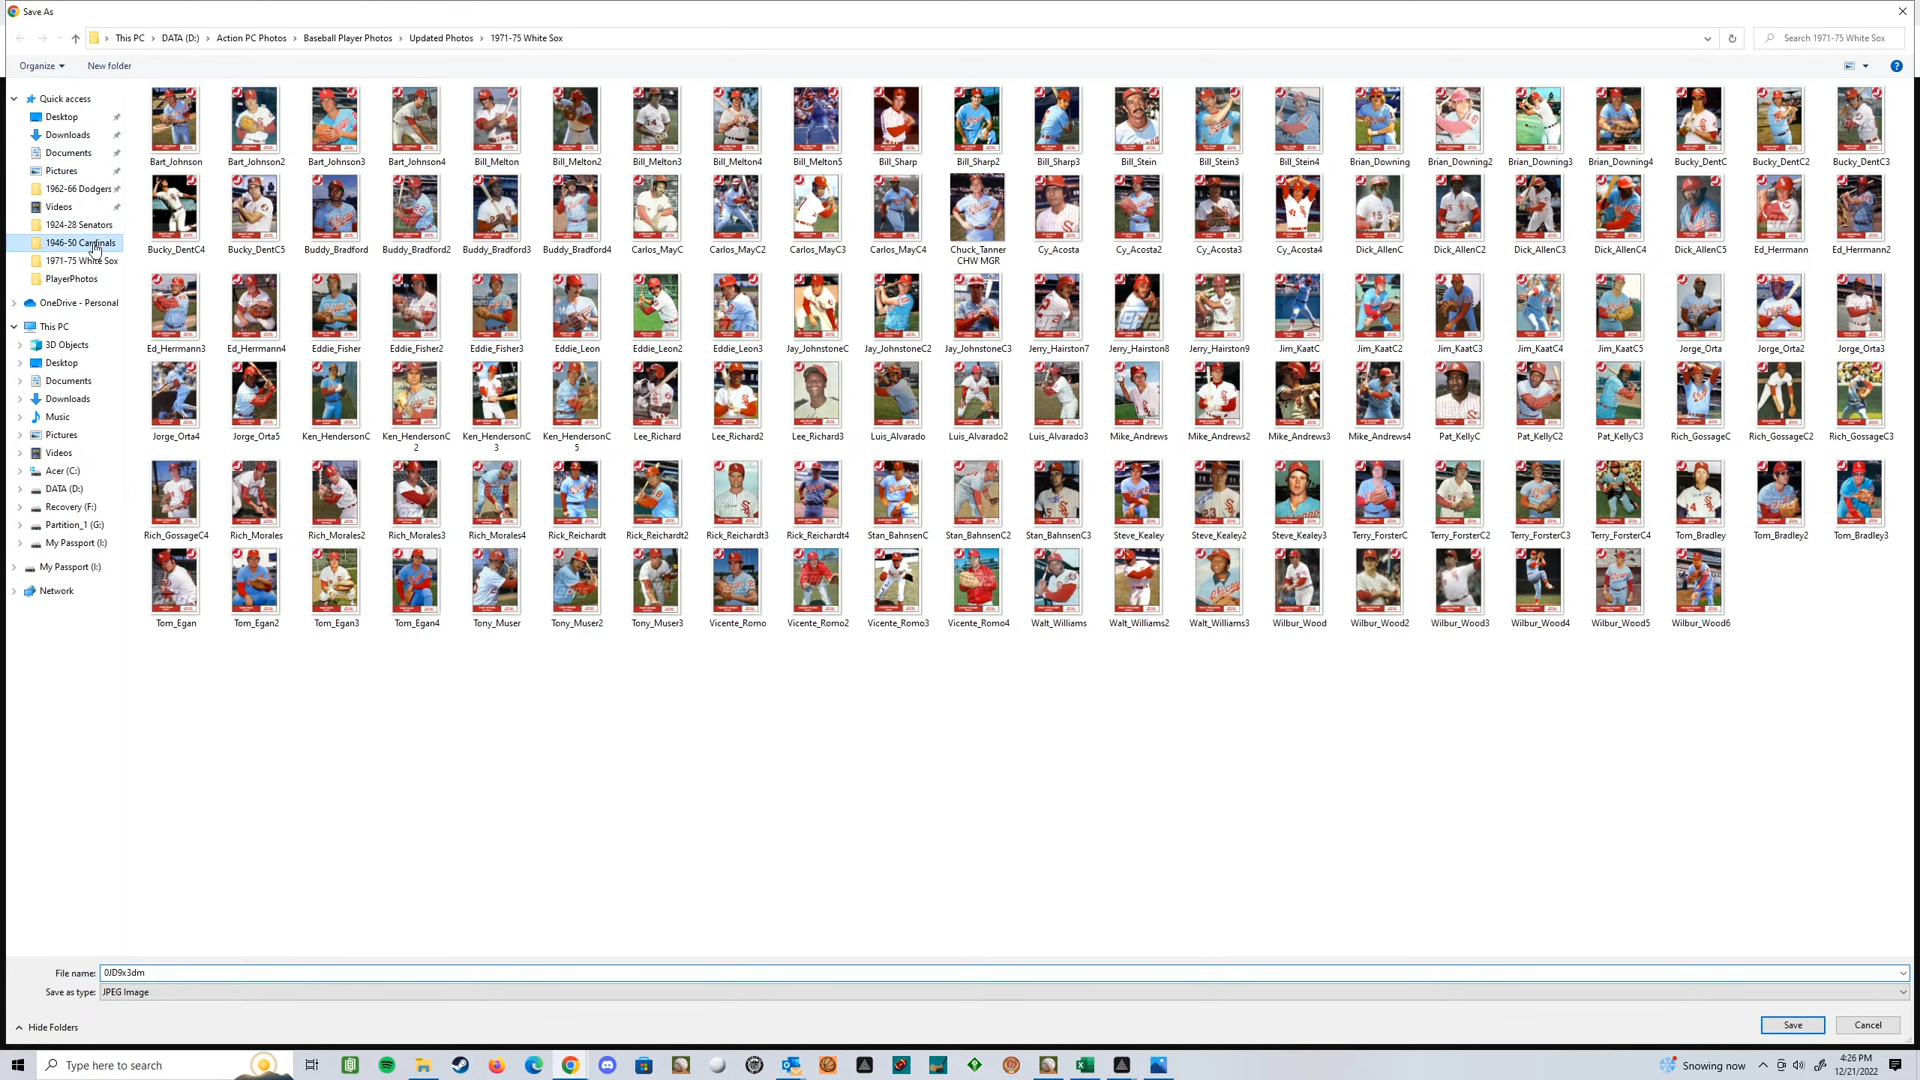 Save As
This PC > DATA (D:) > Action PC Photos > Baseball Player Photos > Updated Photos > 1971-75 White Sox
Search 1971-75 White Sox
Organize
New folder
Quick access
Desktop
Downloads
Documents
Pictures
1962-66 Dodgers
Videos
1924-28 Senators
1946-50 Cardinals
1971-75 White Sox
PlayerPhotos
OneDrive - Personal
This PC
3D Objects
Desktop
Documents
Downloads
Music
Pictures
Videos
Acer (C:)
DATA (D:)
Recovery (F:)
Partition_1 (G:)
My Passport (I:)
My Passport (I:)
Network
Bart_Johnson Bart_Johnson2 Bart_Johnson3 Bart_Johnson4 Bill_Melton Bill_Melton2 Bill_Melton3 Bill_Melton4 Bill_Melton5 Bill_Sharp Bill_Sharp2 Bill_Sharp3 Bill_Stein Bill_Stein3 Bill_Stein4 Brian_Downing Brian_Downing2 Brian_Downing3 Brian_Downing4 Bucky_DentC Bucky_DentC2 Bucky_DentC3
Bucky_DentC4 Bucky_DentC5 Buddy_Bradford Buddy_Bradford2 Buddy_Bradford3 Buddy_Bradford4 Carlos_MayC Carlos_MayC2 Carlos_MayC3 Carlos_MayC4 Chuck_Tanner CHW MGR Cy_Acosta Cy_Acosta2 Cy_Acosta3 Cy_Acosta4 Dick_AllenC Dick_AllenC2 Dick_AllenC3 Dick_AllenC4 Dick_AllenC5 Ed_Herrmann Ed_Herrmann2
Ed_Herrmann3 Ed_Herrmann4 Eddie_Fisher Eddie_Fisher2 Eddie_Fisher3 Eddie_Leon Eddie_Leon2 Eddie_Leon3 Jay_JohnstoneC Jay_JohnstoneC2 Jay_JohnstoneC3 Jerry_Hairston7 Jerry_Hairston8 Jerry_Hairston9 Jim_KaatC Jim_KaatC2 Jim_KaatC3 Jim_KaatC4 Jim_KaatC5 Jorge_Orta Jorge_Orta2 Jorge_Orta3
Jorge_Orta4 Jorge_Orta5 Ken_HendersonC Ken_HendersonC2 Ken_HendersonC3 Ken_HendersonC5 Lee_Richard Lee_Richard2 Lee_Richard3 Luis_Alvarado Luis_Alvarado2 Luis_Alvarado3 Mike_Andrews Mike_Andrews2 Mike_Andrews3 Mike_Andrews4 Pat_KellyC Pat_KellyC2 Pat_KellyC3 Rich_GossageC Rich_GossageC2 Rich_GossageC3
Rich_GossageC4 Rich_Morales Rich_Morales2 Rich_Morales3 Rich_Morales4 Rick_Reichardt Rick_Reichardt2 Rick_Reichardt3 Rick_Reichardt4 Stan_BahnsenC Stan_BahnsenC2 Stan_BahnsenC3 Steve_Kealey Steve_Kealey2 Steve_Kealey3 Terry_ForsterC Terry_ForsterC2 Terry_ForsterC3 Terry_ForsterC4 Tom_Bradley Tom_Bradley2 Tom_Bradley3
Tom_Egan Tom_Egan2 Tom_Egan3 Tom_Egan4 Tony_Muser Tony_Muser2 Tony_Muser3 Vicente_Romo Vicente_Romo2 Vicente_Romo3 Vicente_Romo4 Walt_Williams Walt_Williams2 Walt_Williams3 Wilbur_Wood Wilbur_Wood2 Wilbur_Wood3 Wilbur_Wood4 Wilbur_Wood5 Wilbur_Wood6
File name: 0JD9x3dm
Save as type: JPEG Image
Hide Folders
Save
Cancel
Type here to search
Snowing now
4:26 PM
12/21/2022